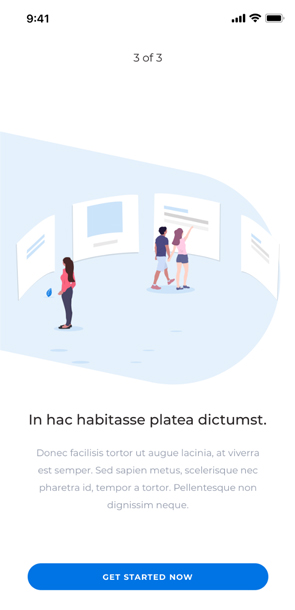 9:41
3 of 3
In hac habitasse platea dictumst.
Donec facilisis tortor ut augue lacinia, at viverra
est semper. Sed sapien metus, scelerisque nec
pharetra id, tempor a tortor. Pellentesque non
dignissim neque.
GET STARTED NOW